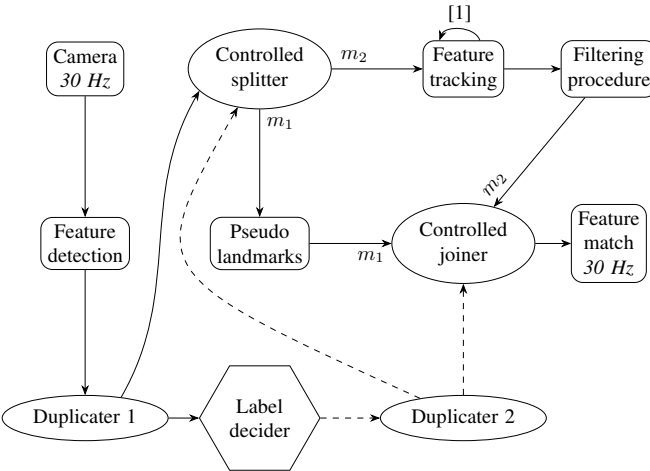 [1]
Camera
30 Hz
Controlled
splitter
m₂
Feature
tracking
Filtering
procedure
m₁
m₂
Feature
detection
Pseudo
landmarks
m₁
Controlled
joiner
Feature
match
30 Hz
Duplicater 1
Label
decider
Duplicater 2